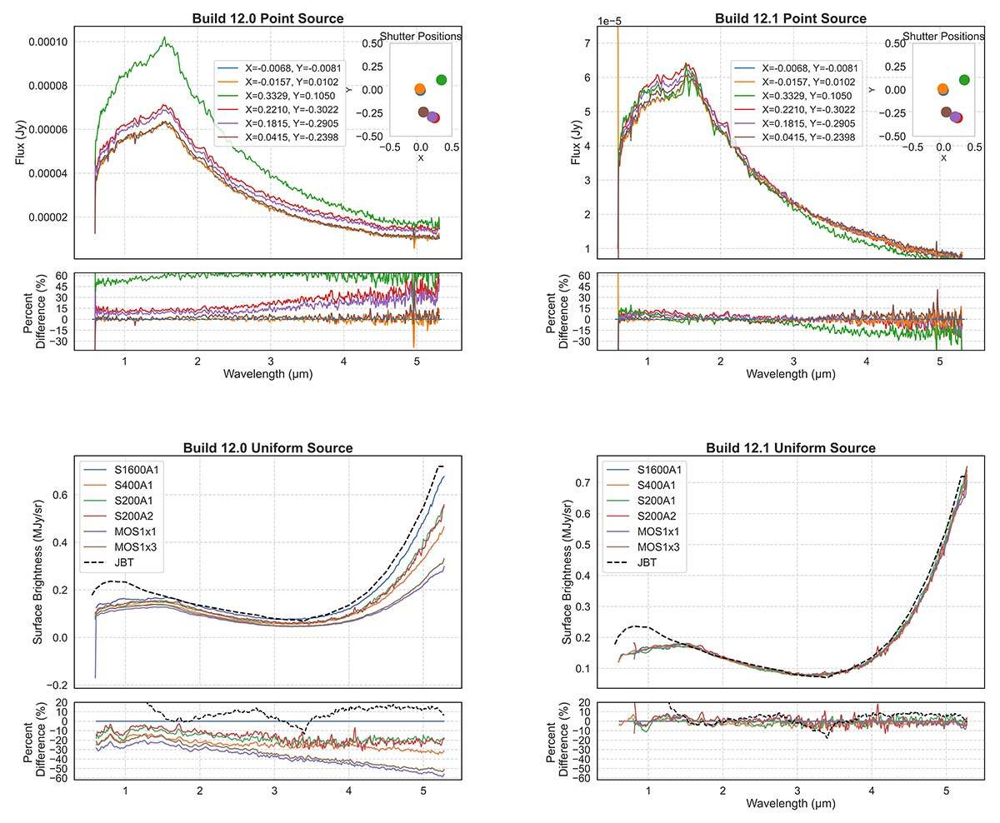 Build 12.0 Point Source
Flux (Jy)
0.00010
0.00008
0.00006
0.00004
0.00002
X=-0.0068, Y=-0.0081
X=-0.0157, Y=0.0102
X=0.3329, Y=0.1050
X=0.2210, Y=-0.3022
X=0.1815, Y=-0.2905
X=0.0415, Y=-0.2398
Shutter Positions
Y
0.50
0.25
0.00
−0.25
−0.50
−0.5 0.0 0.5
X
Percent
Difference (%)
60
45
30
15
0
−15
−30
1 2 3 4 5
Wavelength (µm)
Build 12.1 Point Source
1e−5
Flux (Jy)
7
6
5
4
3
2
1
X=-0.0068, Y=-0.0081
X=-0.0157, Y=0.0102
X=0.3329, Y=0.1050
X=0.2210, Y=-0.3022
X=0.1815, Y=-0.2905
X=0.0415, Y=-0.2398
Shutter Positions
Y
0.50
0.25
0.00
−0.25
−0.50
−0.5 0.0 0.5
X
Percent
Difference (%)
60
45
30
15
0
−15
−30
1 2 3 4 5
Wavelength (µm)
Build 12.0 Uniform Source
Surface Brightness (MJy/sr)
0.6
0.4
0.2
0.0
−0.2
S1600A1
S400A1
S200A1
S200A2
MOS1x1
MOS1x3
JBT
Percent
Difference (%)
20
10
0
−10
−20
−30
−40
−50
−60
1 2 3 4 5
Build 12.1 Uniform Source
Surface Brightness (MJy/sr)
0.7
0.6
0.5
0.4
0.3
0.2
0.1
S1600A1
S400A1
S200A1
S200A2
MOS1x1
MOS1x3
JBT
Percent
Difference (%)
20
10
0
−10
−20
−30
−40
−50
−60
1 2 3 4 5
Wavelength (µm)